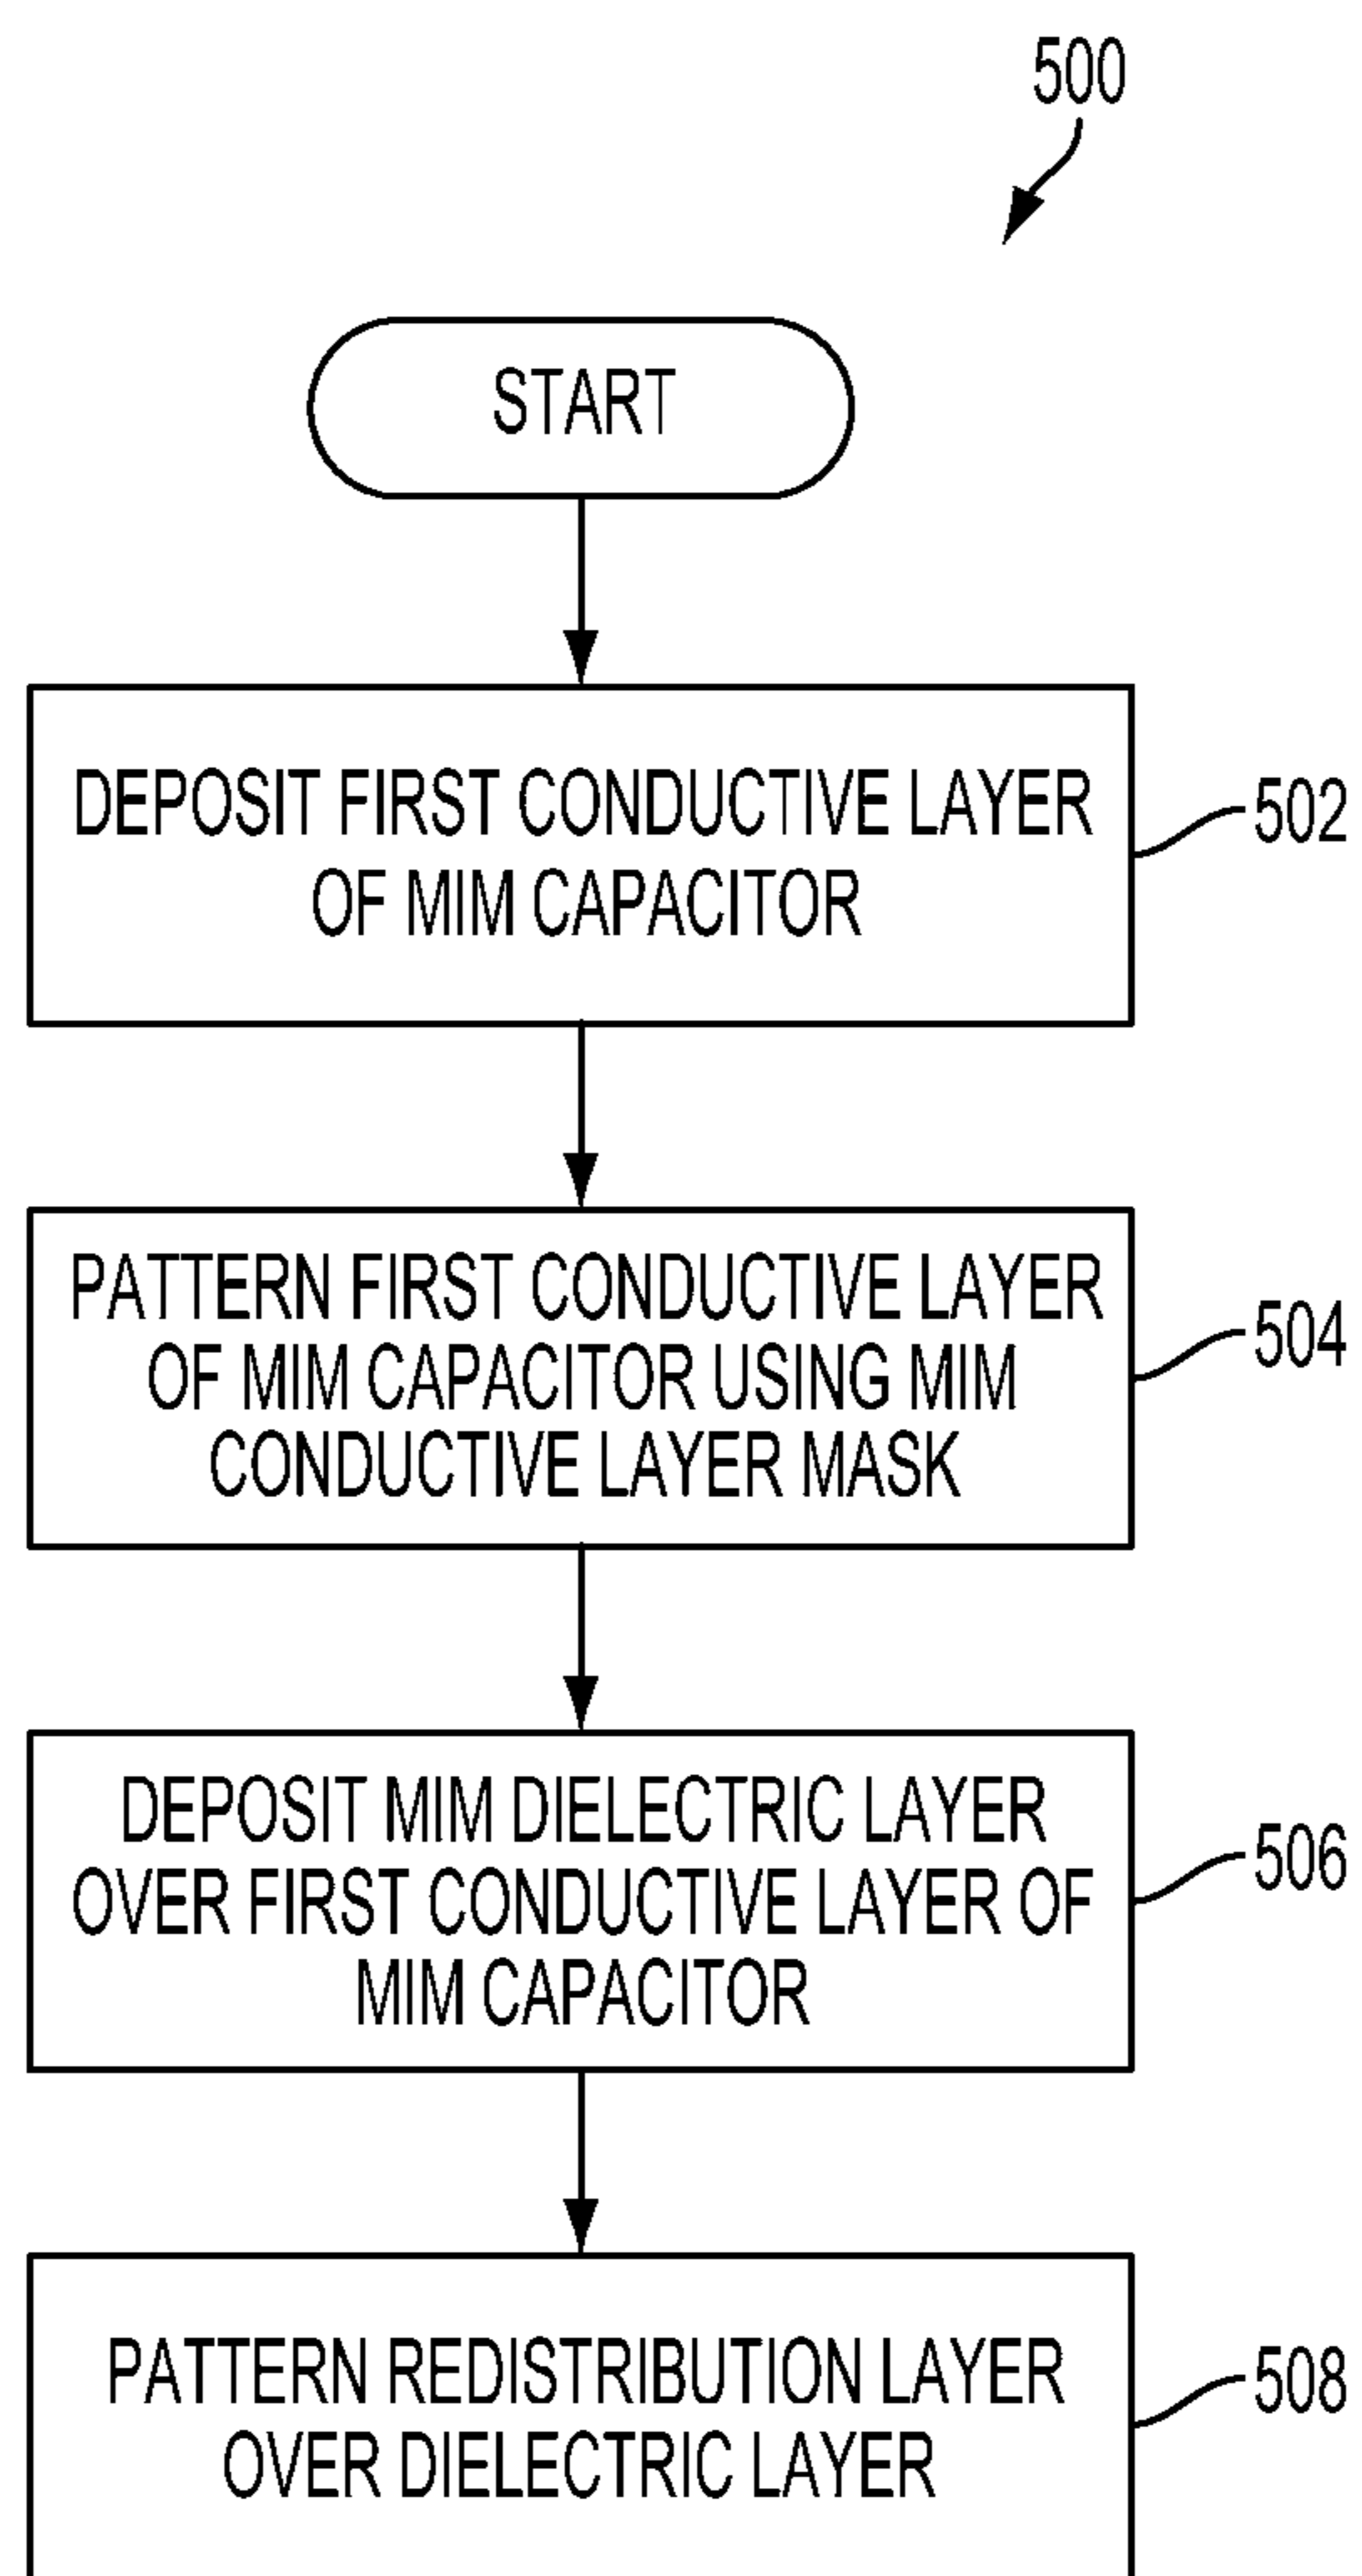 500
START
DEPOSIT FIRST CONDUCTIVE LAYER
OF MIM CAPACITOR
502
PATTERN FIRST CONDUCTIVE LAYER
OF MIM CAPACITOR USING MIM
CONDUCTIVE LAYER MASK
504
DEPOSIT MIM DIELECTRIC LAYER
OVER FIRST CONDUCTIVE LAYER OF
MIM CAPACITOR
506
PATTERN REDISTRIBUTION LAYER
OVER DIELECTRIC LAYER
508